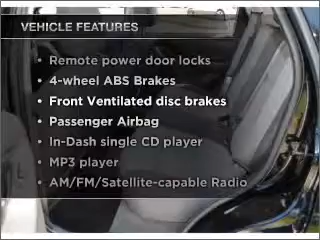 VEHICLE FEATURES
• Remote power door locks
• 4-wheel ABS Brakes
• Front Ventilated disc brakes
• Passenger Airbag
• In-Dash single CD player
• MP3 player
• AM/FM/Satellite-capable Radio